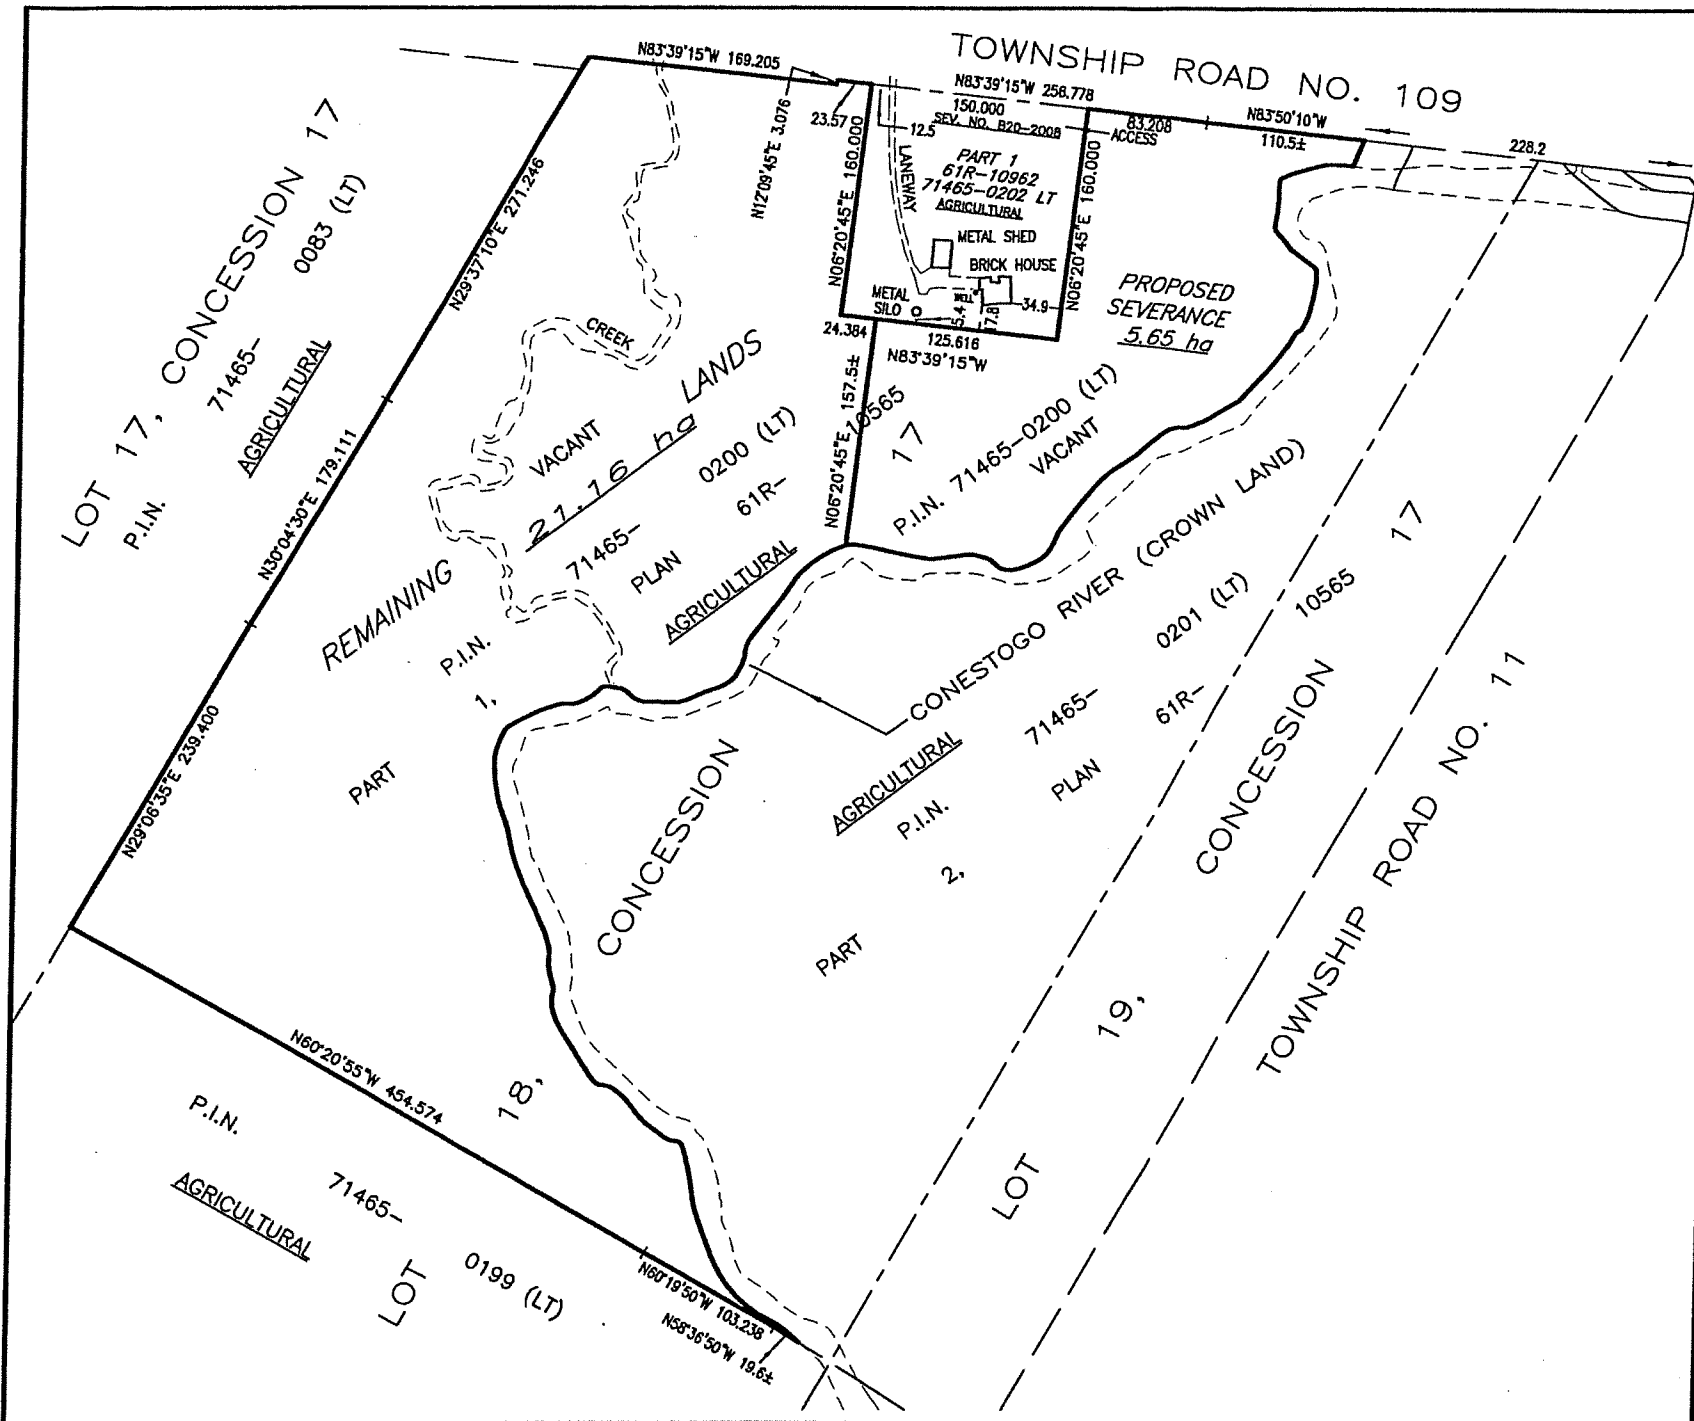 TOWNSHIP ROAD NO. 109
N83°39'15"W 169.205
N12°09'45"E 3.076
23.57
N83°39'15"W 258.778
150.000
SEV. NO. B20-2008
12.5
83.208
ACCESS
N83°50'10"W
110.5±
228.2
N06°20'45"E 160.000
LANEWAY
PART 1
61R-10962
71465-0202 LT
AGRICULTURAL
METAL SHED
BRICK HOUSE
METAL
SILO
WELL
5.4
7.8
34.9
N06°20'45"E 160.000
24.384
125.616
N83°39'15"W
PROPOSED
SEVERANCE
5.65 ha
LOT 17, CONCESSION 17
P.I.N. 71465- 0083 (LT)
AGRICULTURAL
N29°37'10"E 271.246
N30°04'30"E 179.111
N29°06'35"E 239.400
CREEK
REMAINING LANDS
21.16 ha
VACANT
P.I.N. 71465- 0200 (LT)
PART 1, PLAN 61R- 10565
AGRICULTURAL
N06°20'45"E 157.5±
P.I.N. 71465-0200 (LT)
VACANT
CONESTOGO RIVER (CROWN LAND)
AGRICULTURAL
P.I.N. 71465- 0201 (LT)
PART 2, PLAN 61R- 10565
LOT 18, CONCESSION 17
LOT 19, CONCESSION 17
TOWNSHIP ROAD NO. 11
N60°20'55"W 454.574
N60°19'50"W 103.238
N58°36'50"W 19.6±
P.I.N. 71465- 0199 (LT)
AGRICULTURAL